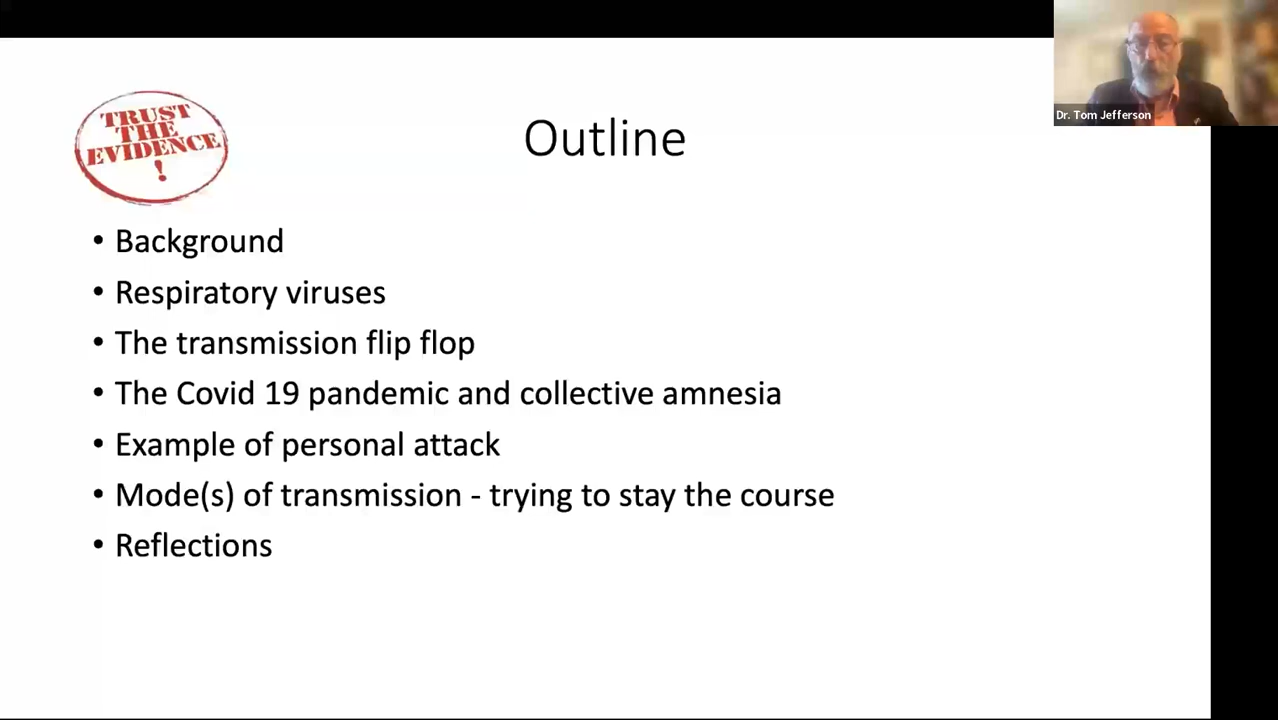 TRUST
THE
EVIDENCE
!
Outline
Dr. Tom Jefferson
• Background
• Respiratory viruses
• The transmission flip flop
• The Covid 19 pandemic and collective amnesia
• Example of personal attack
• Mode(s) of transmission - trying to stay the course
• Reflections